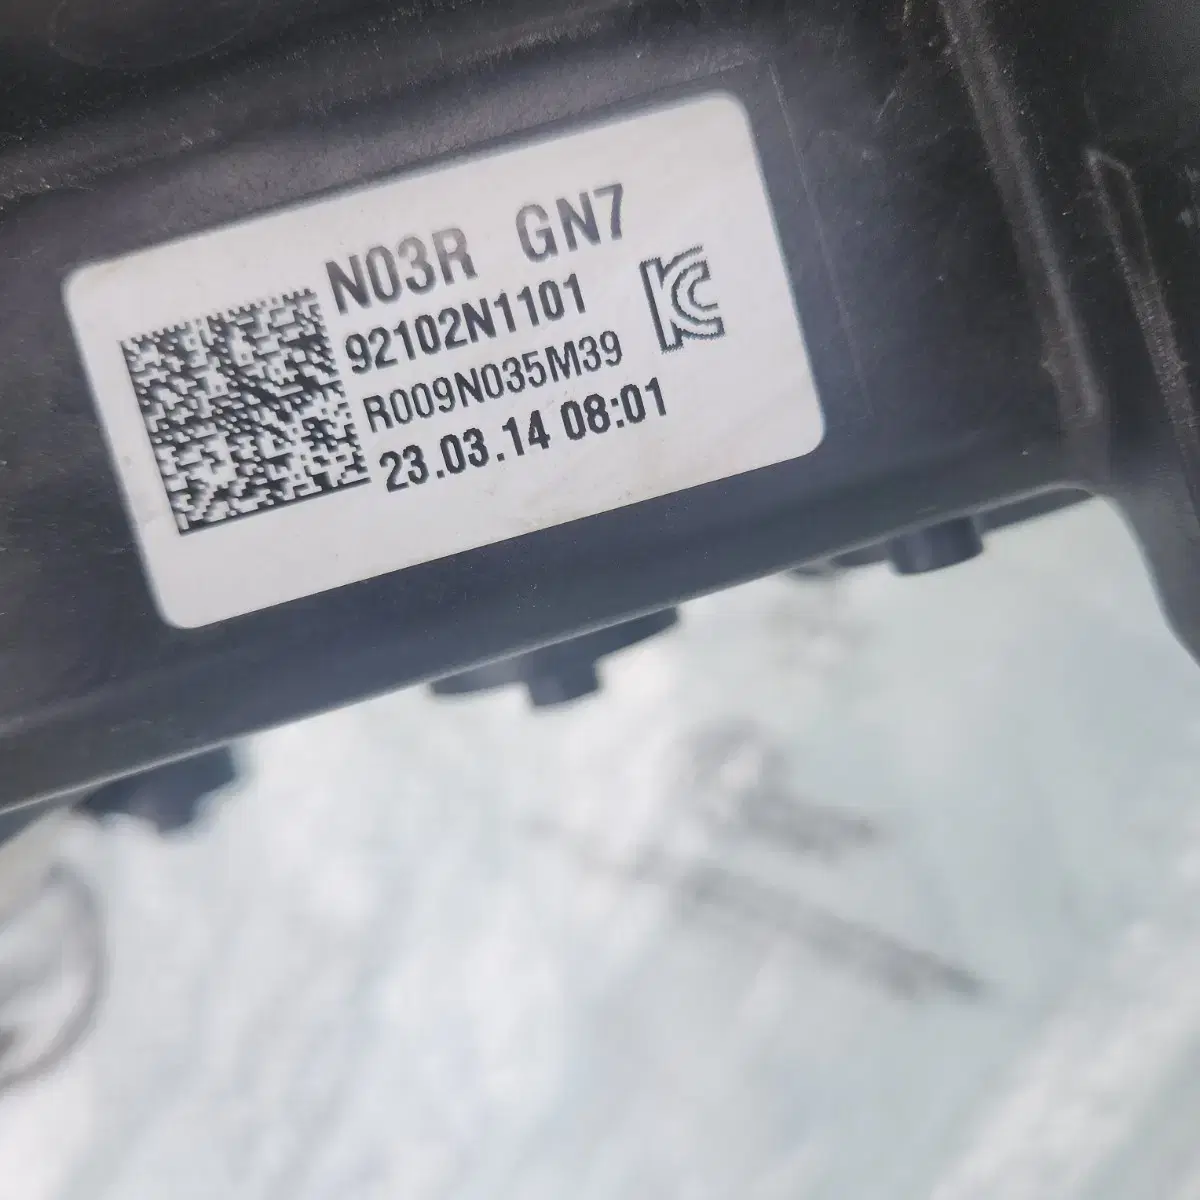 N03R GN7
92102N1101
R009N035M39
23.03.14 08:01